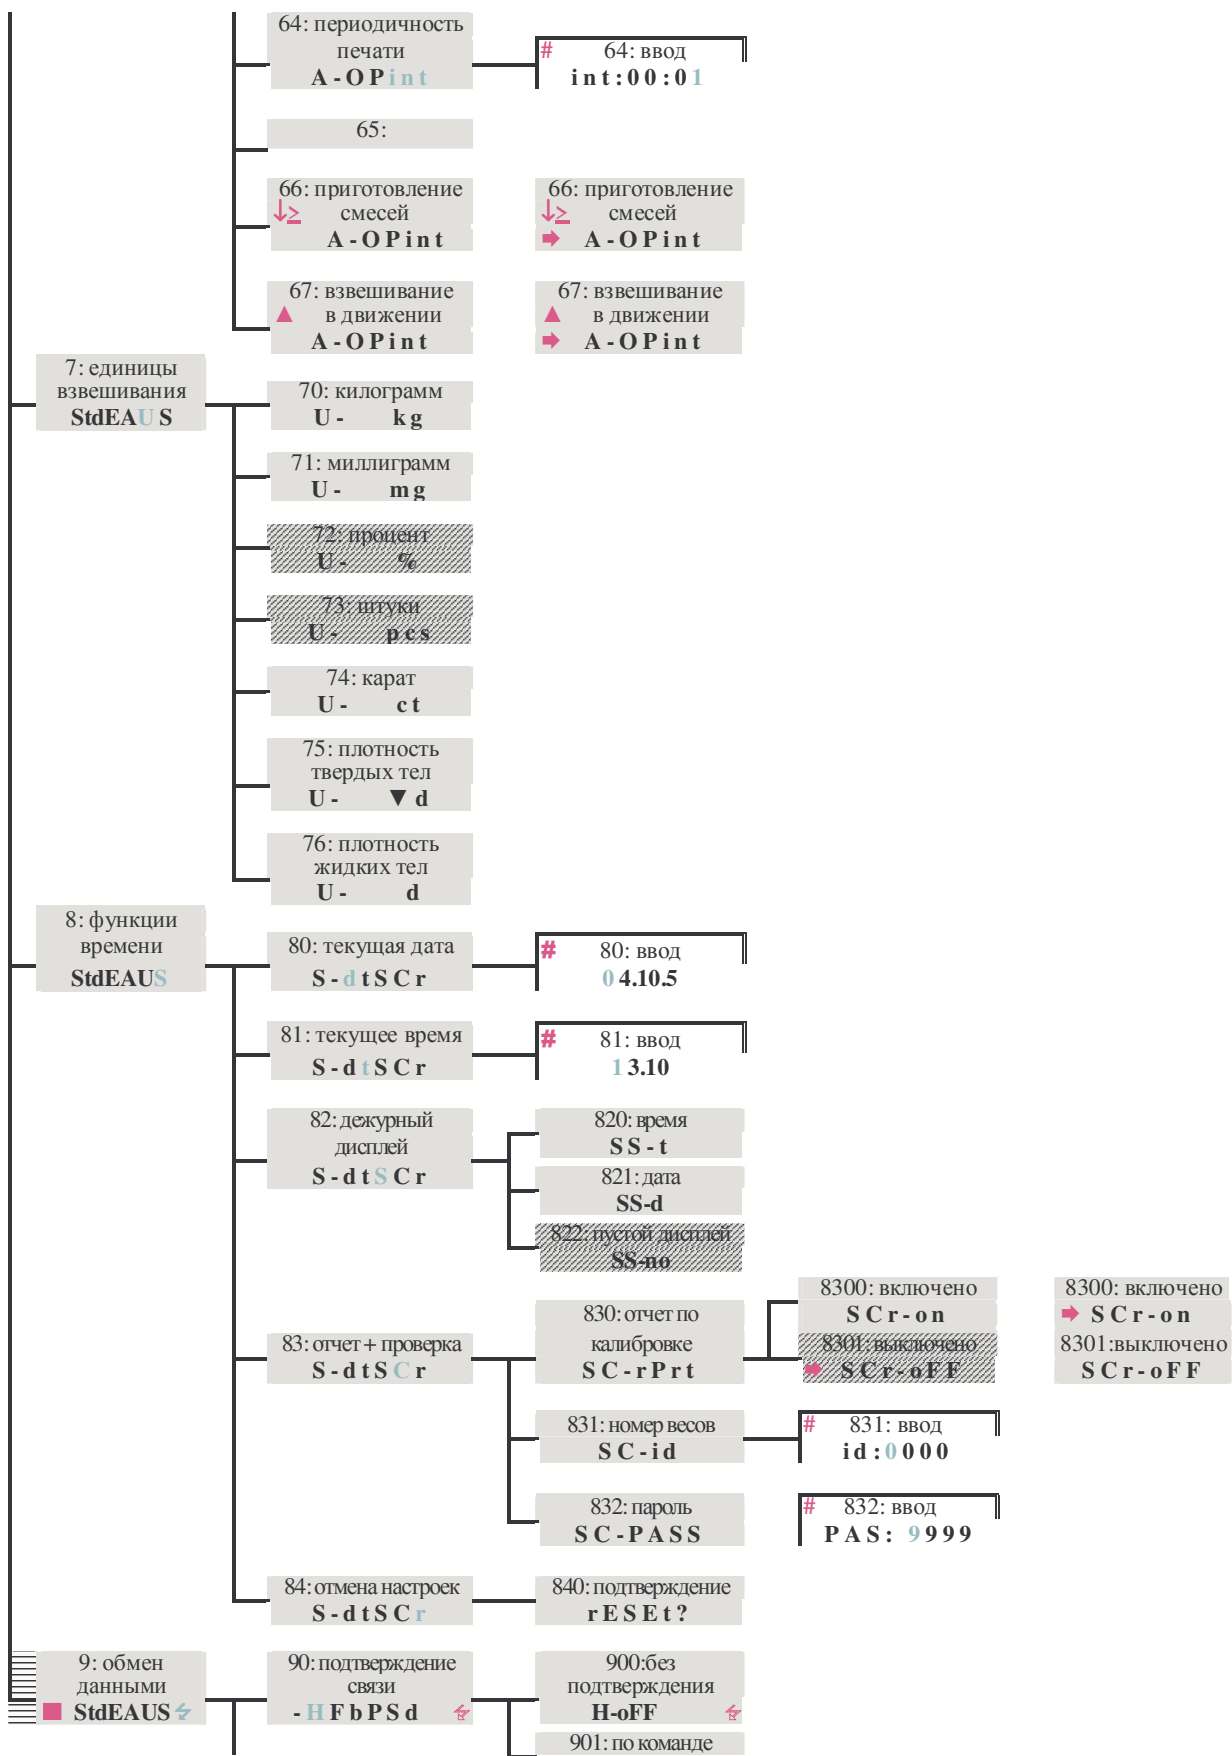 64: периодичность
печати
A-OPint
# 64: ввод
int:00:01
65:
66: приготовление
↓≥ смесей
A-OPint
66: приготовление
↓≥ смесей
➡ A-OPint
67: взвешивание
▲ в движении
A-OPint
67: взвешивание
▲ в движении
➡ A-OPint
7: единицы
взвешивания
StdEAUS
70: килограмм
U- kg
71: миллиграмм
U- mg
72: процент
U- %
73: штуки
U- pcs
74: карат
U- ct
75: плотность
твердых тел
U- ▼d
76: плотность
жидких тел
U- d
8: функции
времени
StdEAUS
80: текущая дата
S-dtSCr
# 80: ввод
04.10.5
81: текущее время
S-dtSCr
# 81: ввод
13.10
82: дежурный
дисплей
S-dtSCr
820: время
SS-t
821: дата
SS-d
822: пустой дисплей
SS-no
83: отчет + проверка
S-dtSCr
830: отчет по
калибровке
SC-rPrt
8300: включено
SCr-on
8301: выключено
➡ SCr-oFF
8300: включено
➡ SCr-on
8301:выключено
SCr-oFF
831: номер весов
SC-id
# 831: ввод
id:0000
832: пароль
SC-PASS
# 832: ввод
PAS: 9999
84: отмена настроек
S-dtSCr
840: подтверждение
rESEt?
9: обмен
данными
■ StdEAUS
90: подтверждение
связи
-HFbPSd
900:без
подтверждения
H-oFF
901: по команде